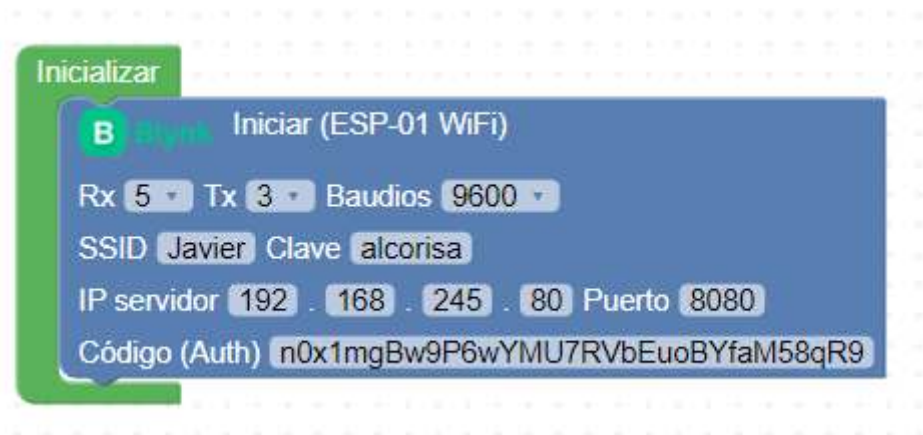 Inicializar
B Blynk Iniciar (ESP-01 WiFi)
Rx 5 Tx 3 Baudios 9600
SSID Javier Clave alcorisa
IP servidor 192 . 168 . 245 . 80 Puerto 8080
Código (Auth) n0x1mgBw9P6wYMU7RVbEuoBYfaM58qR9